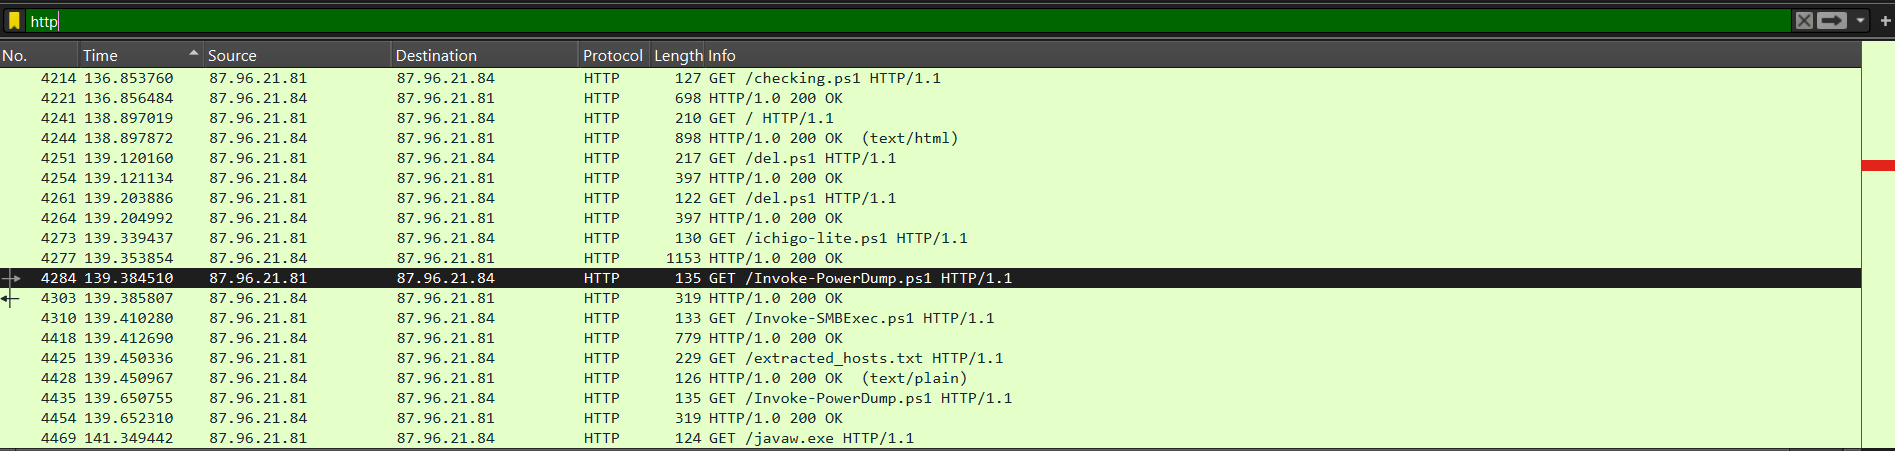 http
No. Time Source Destination Protocol Length Info
4214 136.853760 87.96.21.81 87.96.21.84 HTTP 127 GET /checking.ps1 HTTP/1.1
4221 136.856484 87.96.21.84 87.96.21.81 HTTP 698 HTTP/1.0 200 OK
4241 138.897019 87.96.21.81 87.96.21.84 HTTP 210 GET / HTTP/1.1
4244 138.897872 87.96.21.84 87.96.21.81 HTTP 898 HTTP/1.0 200 OK (text/html)
4251 139.120160 87.96.21.81 87.96.21.84 HTTP 217 GET /del.ps1 HTTP/1.1
4254 139.121134 87.96.21.84 87.96.21.81 HTTP 397 HTTP/1.0 200 OK
4261 139.203886 87.96.21.81 87.96.21.84 HTTP 122 GET /del.ps1 HTTP/1.1
4264 139.204992 87.96.21.84 87.96.21.81 HTTP 397 HTTP/1.0 200 OK
4273 139.339437 87.96.21.81 87.96.21.84 HTTP 130 GET /ichigo-lite.ps1 HTTP/1.1
4277 139.353854 87.96.21.84 87.96.21.81 HTTP 1153 HTTP/1.0 200 OK
4284 139.384510 87.96.21.81 87.96.21.84 HTTP 135 GET /Invoke-PowerDump.ps1 HTTP/1.1
4303 139.385807 87.96.21.84 87.96.21.81 HTTP 319 HTTP/1.0 200 OK
4310 139.410280 87.96.21.81 87.96.21.84 HTTP 133 GET /Invoke-SMBExec.ps1 HTTP/1.1
4418 139.412690 87.96.21.84 87.96.21.81 HTTP 779 HTTP/1.0 200 OK
4425 139.450336 87.96.21.81 87.96.21.84 HTTP 229 GET /extracted_hosts.txt HTTP/1.1
4428 139.450967 87.96.21.84 87.96.21.81 HTTP 126 HTTP/1.0 200 OK (text/plain)
4435 139.650755 87.96.21.81 87.96.21.84 HTTP 135 GET /Invoke-PowerDump.ps1 HTTP/1.1
4454 139.652310 87.96.21.84 87.96.21.81 HTTP 319 HTTP/1.0 200 OK
4469 141.349442 87.96.21.81 87.96.21.84 HTTP 124 GET /javaw.exe HTTP/1.1